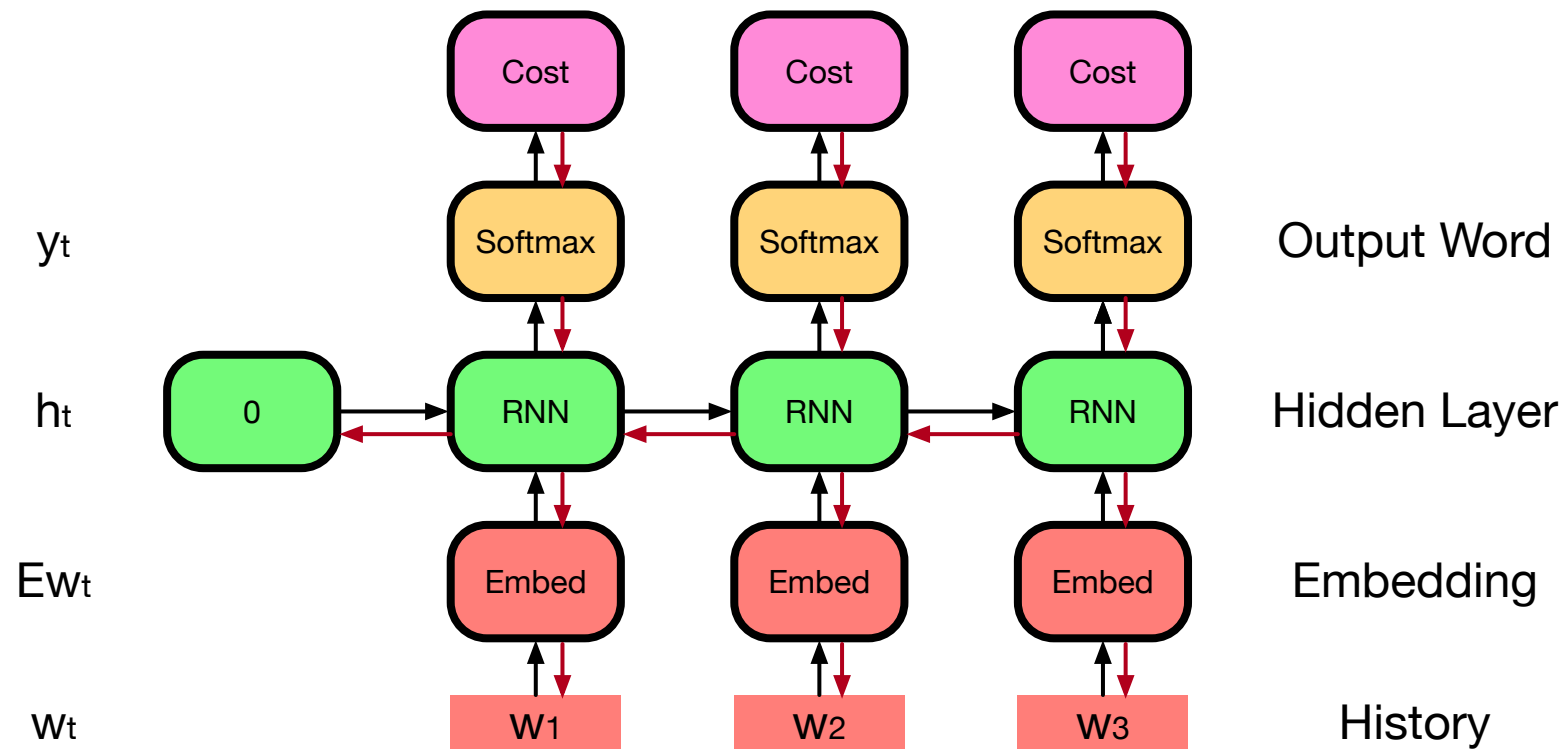 Cost Cost Cost
yt Softmax Softmax Softmax Output Word
ht 0 RNN RNN RNN Hidden Layer
Ewt Embed Embed Embed Embedding
wt w1 w2 w3 History